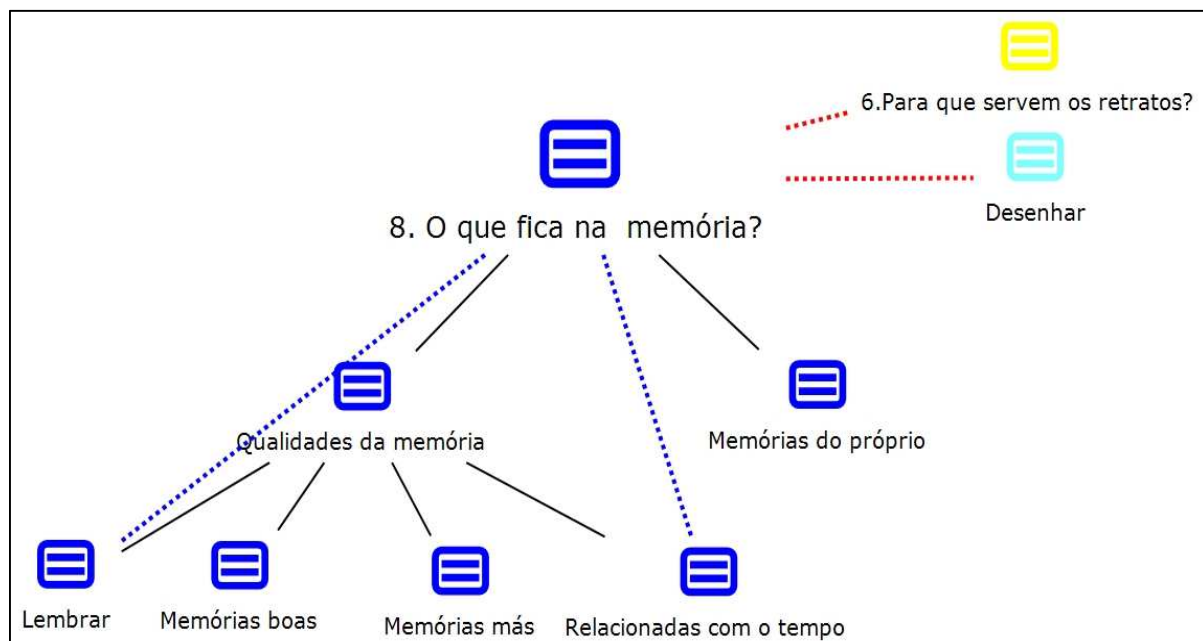 6.Para que servem os retratos?
Desenhar
8. O que fica na memória?
Qualidades da memória
Memórias do próprio
Lembrar
Memórias boas
Memórias más
Relacionadas com o tempo